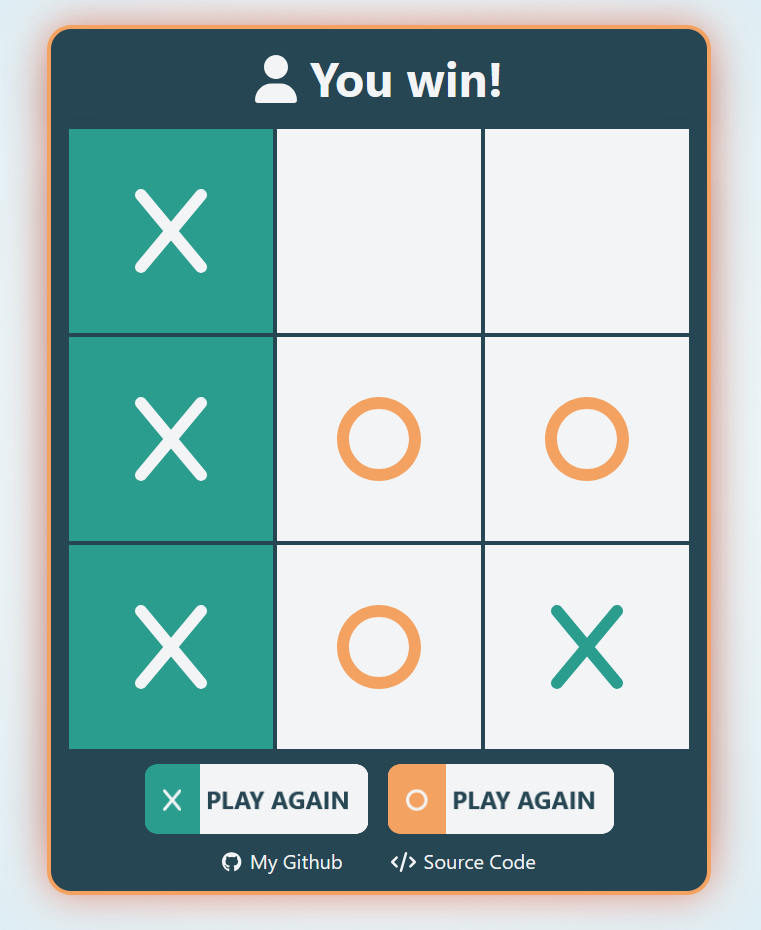 You win!
X
X O O
X O X
X PLAY AGAIN O PLAY AGAIN
My Github </> Source Code